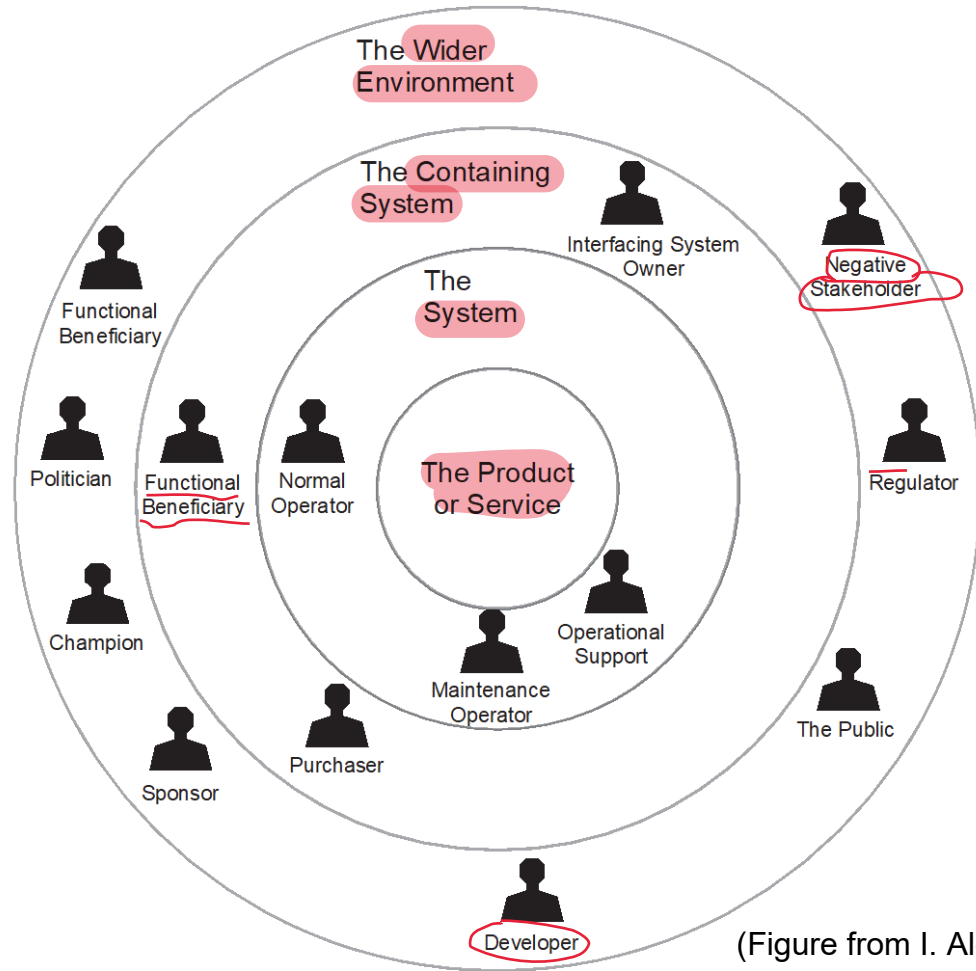 The Wider
Environment
The Containing
System
Interfacing System
Owner
Negative
Stakeholder
Functional
Beneficiary
The
System
Politician
Functional
Beneficiary
Normal
Operator
The Product
or Service
Regulator
Champion
Operational
Support
Maintenance
Operator
The Public
Purchaser
Sponsor
Developer
(Figure from I. Al